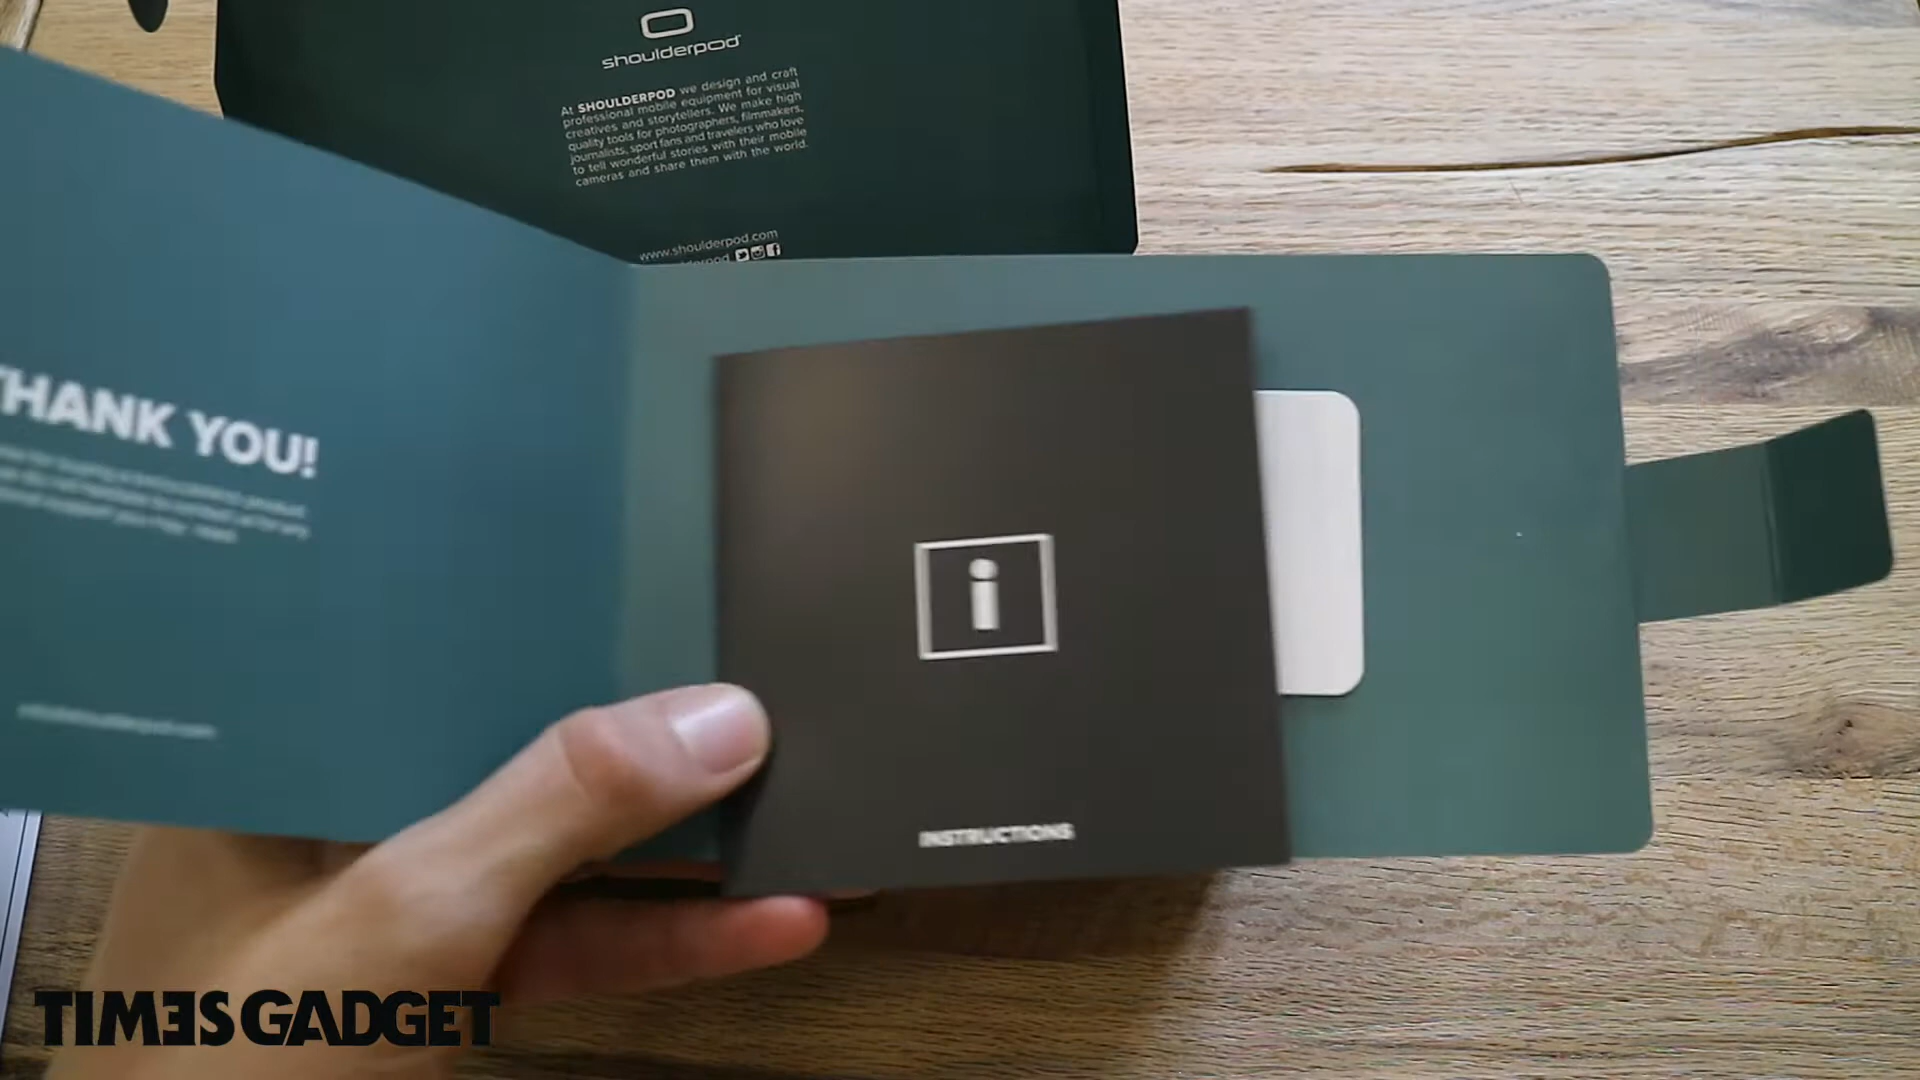 shoulderpod
At SHOULDERPOD we design and craft
professional mobile equipment for visual
creatives and storytellers. We make high
quality tools for photographers, filmmakers,
journalists, sport fans and travelers who love
to tell wonderful stories with their mobile
cameras and share them with the world.
www.shoulderpod.com
THANK YOU!
i
INSTRUCTIONS
TIMES GADGET